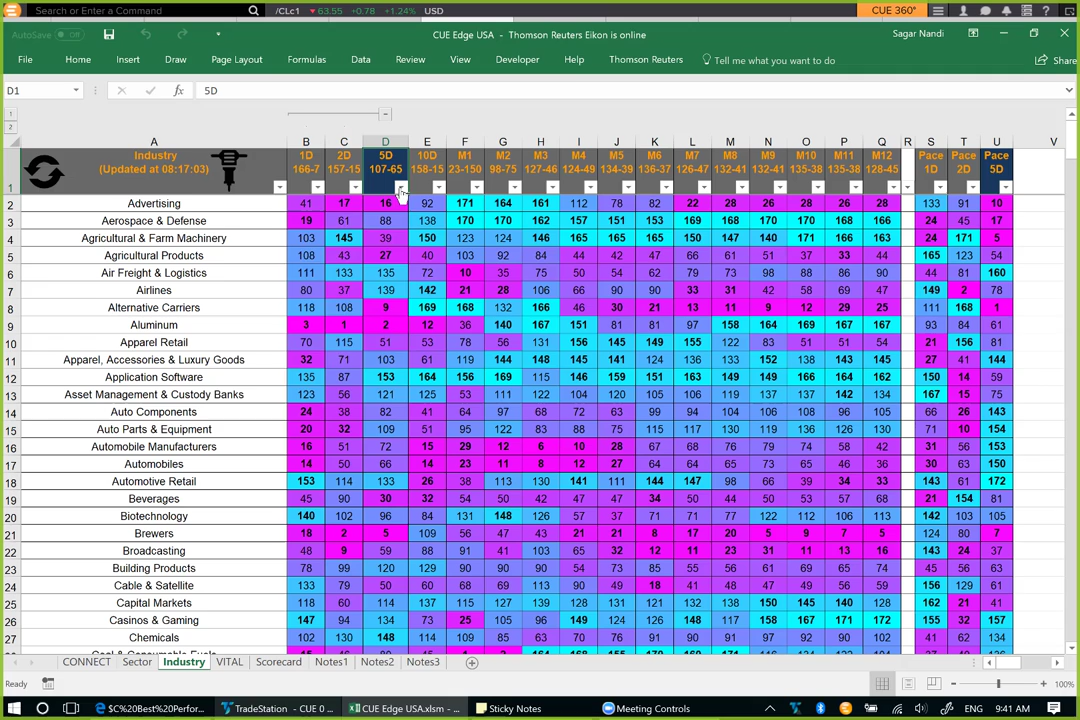 Search or enter command /CLc1 63.55 +0.78 +1.24% USD CUE 360°
AutoSave Off CUE Edge USA - Thomson Reuters Eikon is online Sagar Nandi
File Home Insert Draw Page Layout Formulas Data Review View Developer Help Thomson Reuters Tell me what you want to do Share
D1 fx 5D
1
2
A B C D E F G H I J K L M N O P Q R S T U V
Industry 1D 2D 5D 10D M1 M2 M3 M4 M5 M6 M7 M8 M9 M10 M11 M12 Pace Pace Pace
(Updated at 08:17:03) 166-7 157-15 107-65 158-15 23-150 98-75 127-46 124-49 134-39 132-41 126-47 132-41 132-41 135-38 135-38 128-45 1D 2D 5D
1
2 Advertising 41 17 16 92 171 164 161 112 78 82 22 28 26 28 26 28 133 91 10
3 Aerospace & Defense 19 61 88 138 170 170 162 157 151 153 169 168 170 170 168 166 24 45 17
4 Agricultural & Farm Machinery 103 145 39 150 123 124 146 165 165 165 150 147 140 171 166 163 24 171 5
5 Agricultural Products 108 43 27 40 103 92 84 44 42 47 66 61 51 37 33 44 165 123 54
6 Air Freight & Logistics 111 133 135 72 10 35 75 50 54 62 79 73 98 88 86 90 44 81 160
7 Airlines 80 37 139 142 21 28 106 66 90 90 33 31 42 58 69 47 149 2 78
8 Alternative Carriers 118 108 9 169 168 132 166 46 30 21 13 11 9 12 29 25 111 168 1
9 Aluminum 3 1 2 12 36 140 167 151 81 81 97 158 164 169 167 167 93 84 61
10 Apparel Retail 70 115 51 53 78 56 131 156 145 149 155 122 83 51 51 54 120 156 81
11 Apparel, Accessories & Luxury Goods 32 71 103 61 119 144 148 145 141 124 136 133 152 138 143 145 27 41 144
12 Application Software 135 87 153 164 156 169 115 146 159 151 163 149 149 166 164 162 150 14 59
13 Asset Management & Custody Banks 123 56 121 125 53 111 122 104 120 105 106 119 137 137 142 124 167 15 75
14 Auto Components 24 38 82 41 64 97 68 72 63 99 94 104 106 108 96 105 66 26 143
15 Auto Parts & Equipment 20 32 109 51 95 122 83 88 75 115 117 130 119 136 126 130 71 10 154
16 Automobile Manufacturers 16 51 72 15 29 12 6 10 28 67 68 76 79 74 58 42 31 56 153
17 Automobiles 14 50 66 14 23 11 8 12 27 64 64 65 73 65 46 36 30 63 150
18 Automotive Retail 153 114 133 26 38 113 130 141 111 144 147 98 66 39 34 33 143 61 172
19 Beverages 45 90 30 32 54 50 42 47 47 34 50 44 50 53 57 68 21 154 81
20 Biotechnology 140 102 96 84 131 148 126 57 37 71 77 77 122 112 113 106 142 103 105
21 Brewers 18 2 5 109 56 47 43 21 21 8 17 20 5 9 7 5 124 80 7
22 Broadcasting 48 9 59 88 91 41 103 65 32 12 11 23 31 11 13 16 143 24 37
23 Building Products 78 99 120 129 90 90 90 54 73 85 55 56 61 69 65 74 45 56 63
24 Cable & Satellite 133 79 50 60 68 69 113 90 49 18 41 48 47 49 56 59 156 129 61
25 Capital Markets 118 60 114 137 115 127 139 128 131 121 132 138 150 145 140 128 162 21 41
26 Casinos & Gaming 147 94 134 63 25 105 96 149 124 126 148 117 158 167 171 172 155 32 157
27 Chemicals 102 130 148 114 109 85 63 70 76 91 90 97 92 90 90 102 41 62 134
CONNECT Sector Industry VITAL Scorecard Notes1 Notes2 Notes3
Ready 100%
$C%20Best%20Perfor... TradeStation - CUE 0 ... CUE Edge USA.xlsm - ... Sticky Notes Meeting Controls ENG 9:41 AM